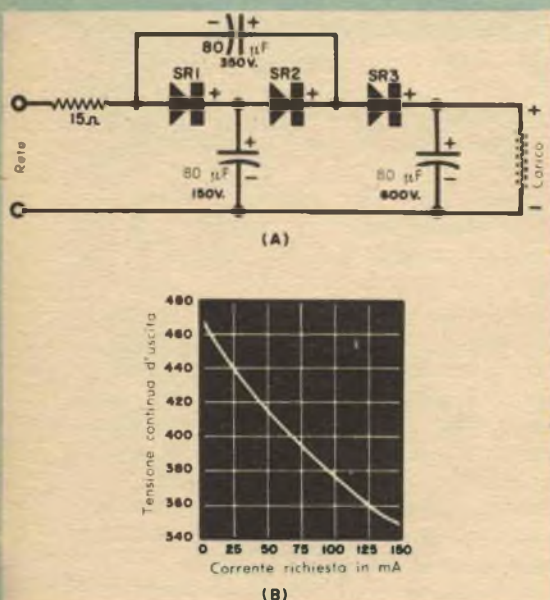 - +
80 µF
350V.
SR1 + SR2 + SR3 +
15Ω
Rete
+
80 µF
-
150V.
+
80 µF
-
600V.
+
Carico
-
(A)
Tensione continua d'uscita
480
460
440
420
400
380
360
340
0 25 50 75 100 125 150
Corrente richiesta in mA
(B)